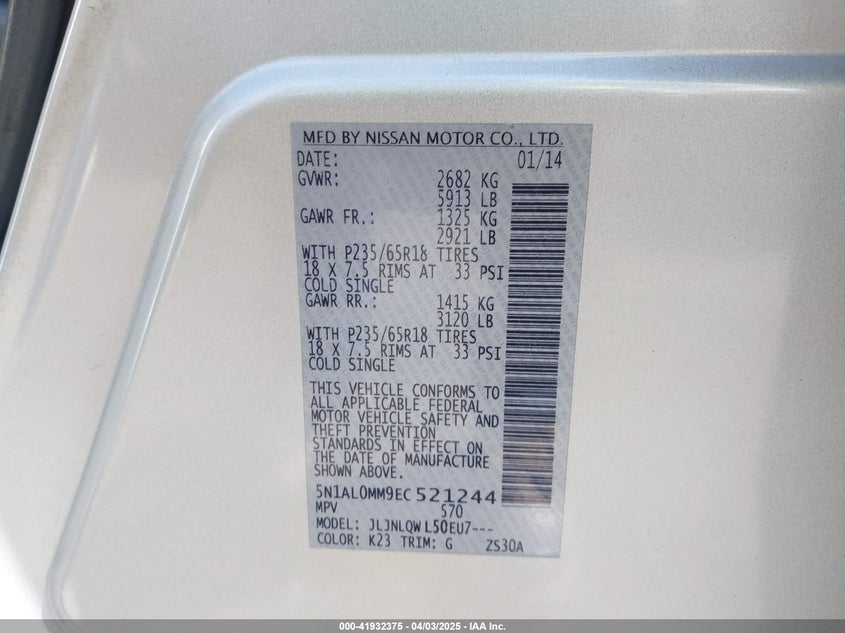 MFD BY NISSAN MOTOR CO., LTD.
DATE: 01/14
GVWR: 2682 KG
5913 LB
GAWR FR.: 1325 KG
2921 LB
WITH P235/65R18 TIRES
18 X 7.5 RIMS AT 33 PSI
COLD SINGLE
GAWR RR.: 1415 KG
3120 LB
WITH P235/65R18 TIRES
18 X 7.5 RIMS AT 33 PSI
COLD SINGLE
THIS VEHICLE CONFORMS TO
ALL APPLICABLE FEDERAL
MOTOR VEHICLE SAFETY AND
THEFT PREVENTION
STANDARDS IN EFFECT ON
THE DATE OF MANUFACTURE
SHOWN ABOVE.
5N1AL0MM9EC521244
MPV 570
MODEL: JLJNLQWL50EU7---
COLOR: K23 TRIM: G ZS30A
000-41932375 - 04/03/2025 - IAA Inc.